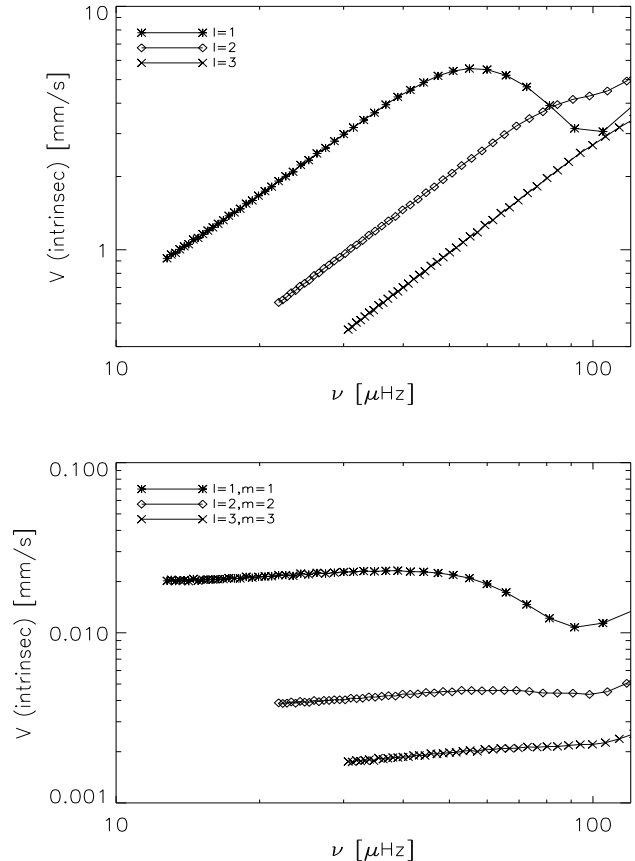 10
l=1
l=2
l=3
1
V (intrinsec) [mm/s]
10
100
ν [μHz]
0.100
l=1,m=1
l=2,m=2
l=3,m=3
0.010
0.001
V (intrinsec) [mm/s]
10
100
ν [μHz]